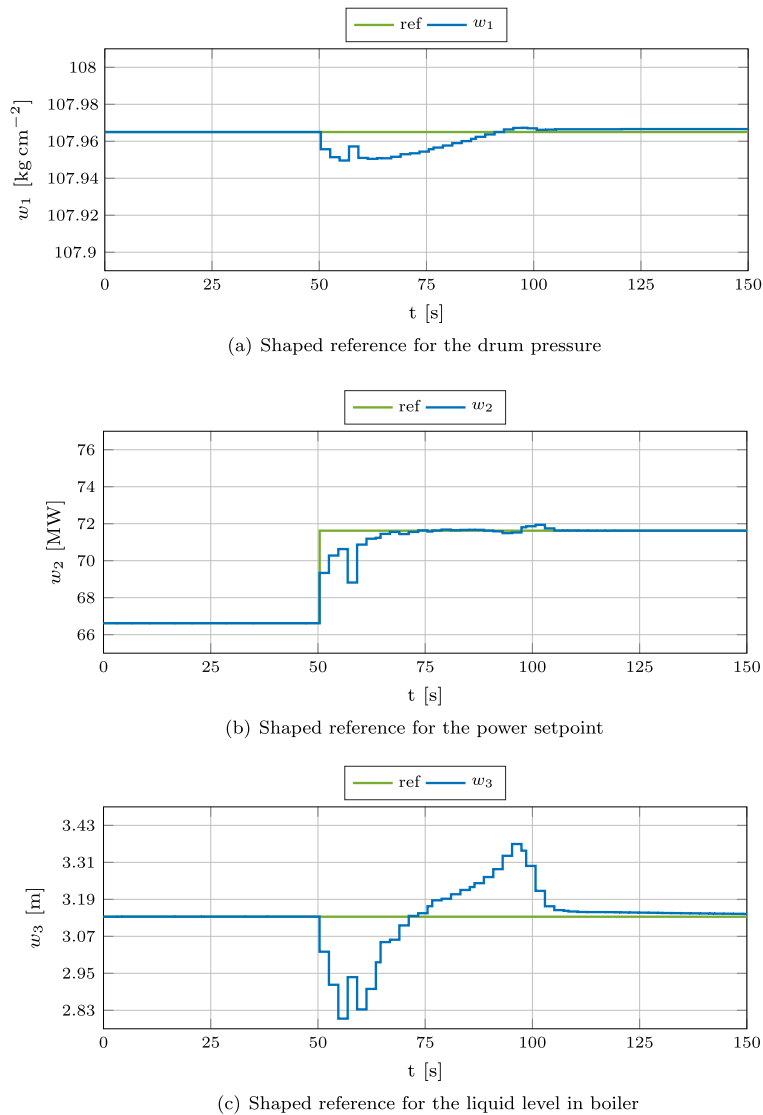 ref w₁
108
107.98
107.96
107.94
107.92
107.9
w₁ [kg cm⁻²]
0 25 50 75 100 125 150
t [s]
(a) Shaped reference for the drum pressure
ref w₂
76
74
72
70
68
66
w₂ [MW]
0 25 50 75 100 125 150
t [s]
(b) Shaped reference for the power setpoint
ref w₃
3.43
3.31
3.19
3.07
2.95
2.83
w₃ [m]
0 25 50 75 100 125 150
t [s]
(c) Shaped reference for the liquid level in boiler